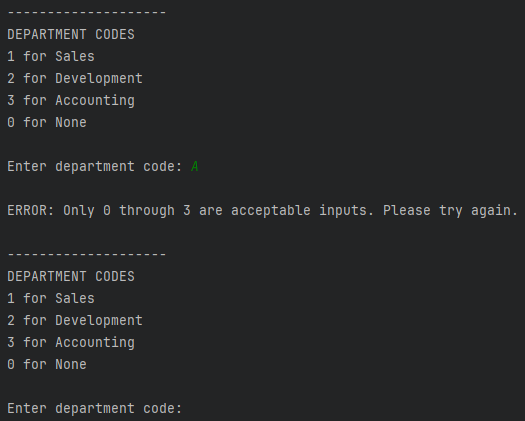 --------------------
DEPARTMENT CODES
1 for Sales
2 for Development
3 for Accounting
0 for None
Enter department code: A
ERROR: Only 0 through 3 are acceptable inputs. Please try again.
--------------------
DEPARTMENT CODES
1 for Sales
2 for Development
3 for Accounting
0 for None
Enter department code: